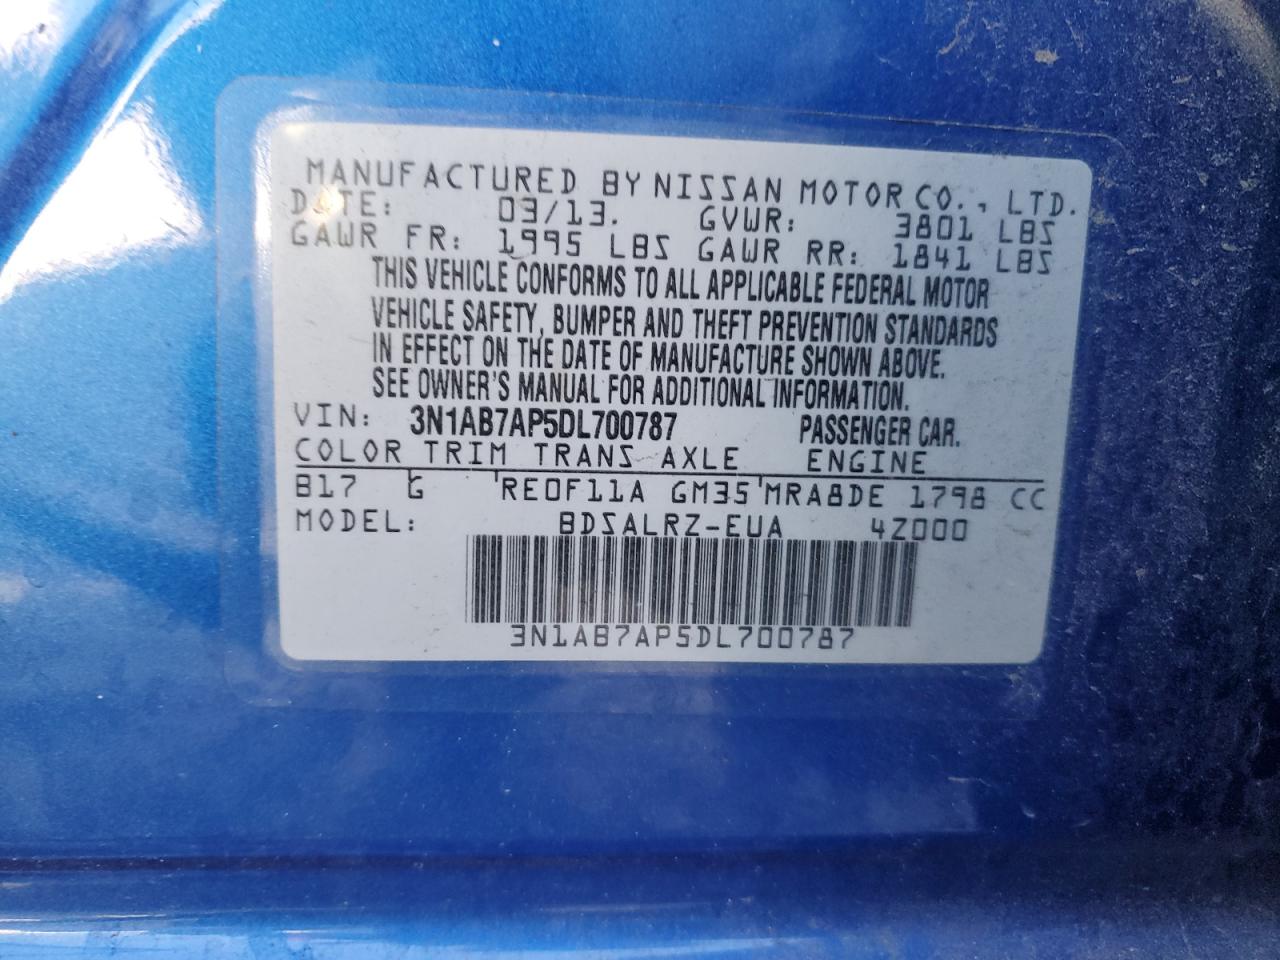 MANUFACTURED BY NISSAN MOTOR CO., LTD.
DATE: 03/13. GVWR: 3801 LBS
GAWR FR: 1995 LBS GAWR RR: 1841 LBS
THIS VEHICLE CONFORMS TO ALL APPLICABLE FEDERAL MOTOR
VEHICLE SAFETY, BUMPER AND THEFT PREVENTION STANDARDS
IN EFFECT ON THE DATE OF MANUFACTURE SHOWN ABOVE.
SEE OWNER'S MANUAL FOR ADDITIONAL INFORMATION.
VIN: 3N1AB7AP5DL700787 PASSENGER CAR.
COLOR TRIM TRANS AXLE ENGINE
B17 G RE0F11A GM35 MRA8DE 1798 CC
MODEL: BDSALRZ-EUA 4Z000
3N1AB7AP5DL700787